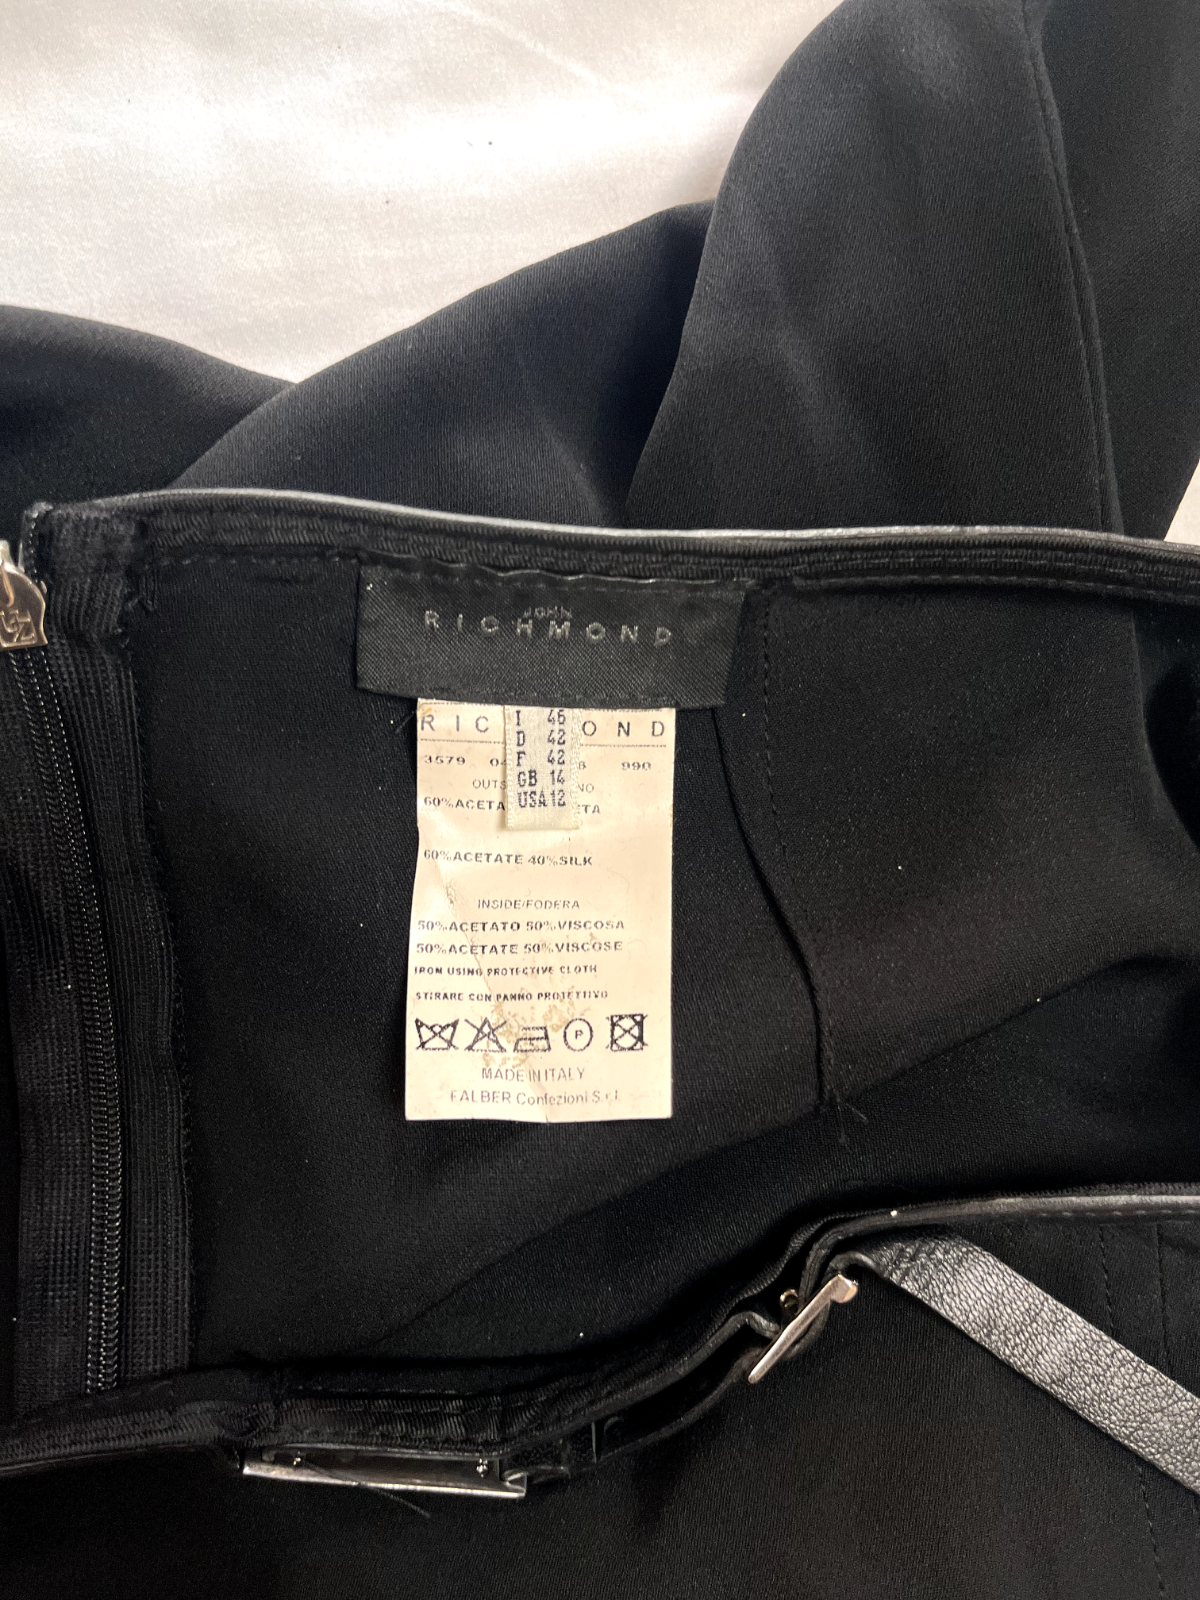 JOHN
RICHMOND
RIC OND
I 46
D 42
F 42
GB 14
USA 12
3579 990
60%ACETA
60%ACETATE 40%SILK
INSIDE/FODERA
50%ACETATO 50%VISCOSA
50%ACETATE 50%VISCOSE
IRON USING PROTECTIVE CLOTH
STIRARE CON PANNO PROTETTIVO
P
MADE IN ITALY
FALBER Confezioni S.r.l.